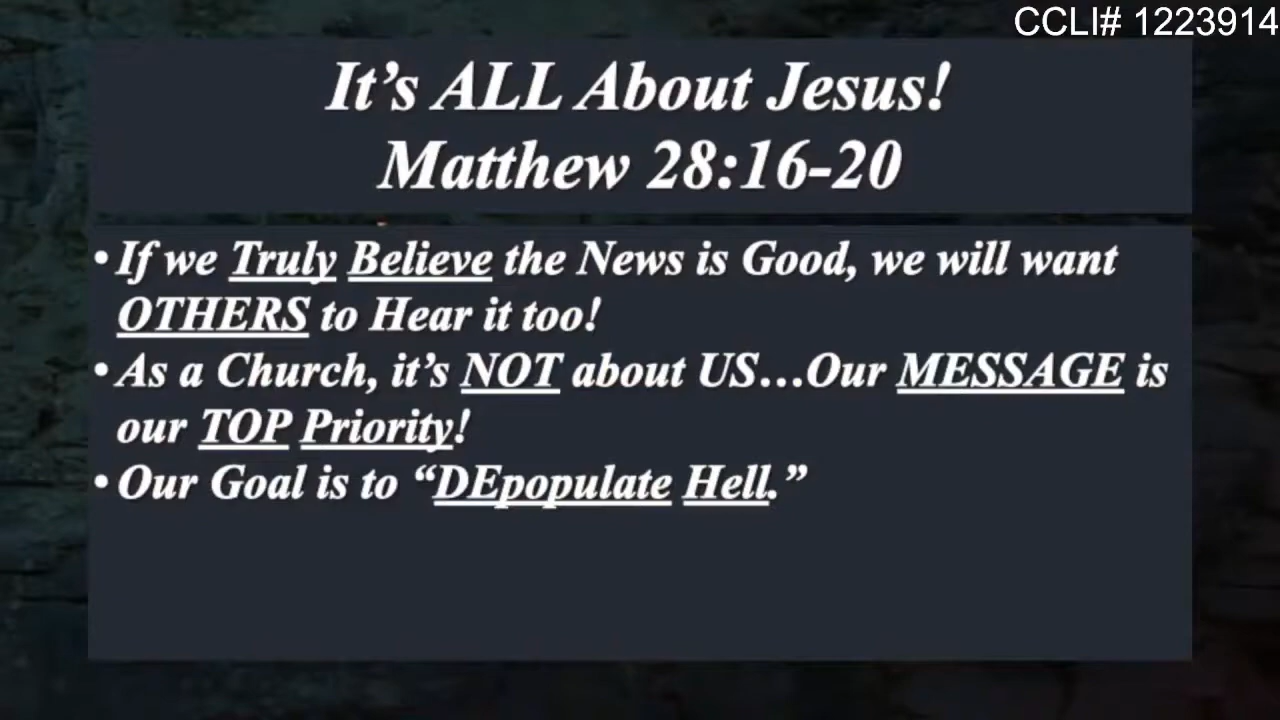 CCLI# 1223914
It’s ALL About Jesus!
Matthew 28:16-20
• If we Truly Believe the News is Good, we will want
OTHERS to Hear it too!
• As a Church, it’s NOT about US…Our MESSAGE is
our TOP Priority!
• Our Goal is to “DEpopulate Hell.”